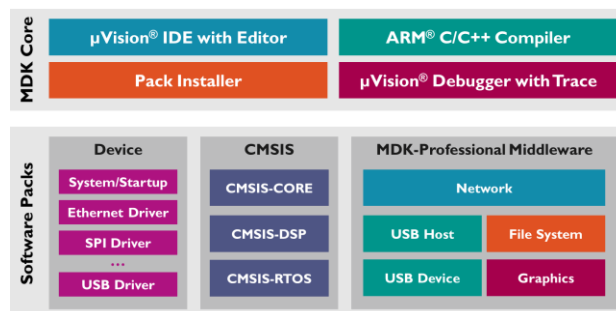 MDK Core
µVision® IDE with Editor
ARM® C/C++ Compiler
Pack Installer
µVision® Debugger with Trace
Software Packs
Device
System/Startup
Ethernet Driver
SPI Driver
...
USB Driver
CMSIS
CMSIS-CORE
CMSIS-DSP
CMSIS-RTOS
MDK-Professional Middleware
Network
USB Host
File System
USB Device
Graphics